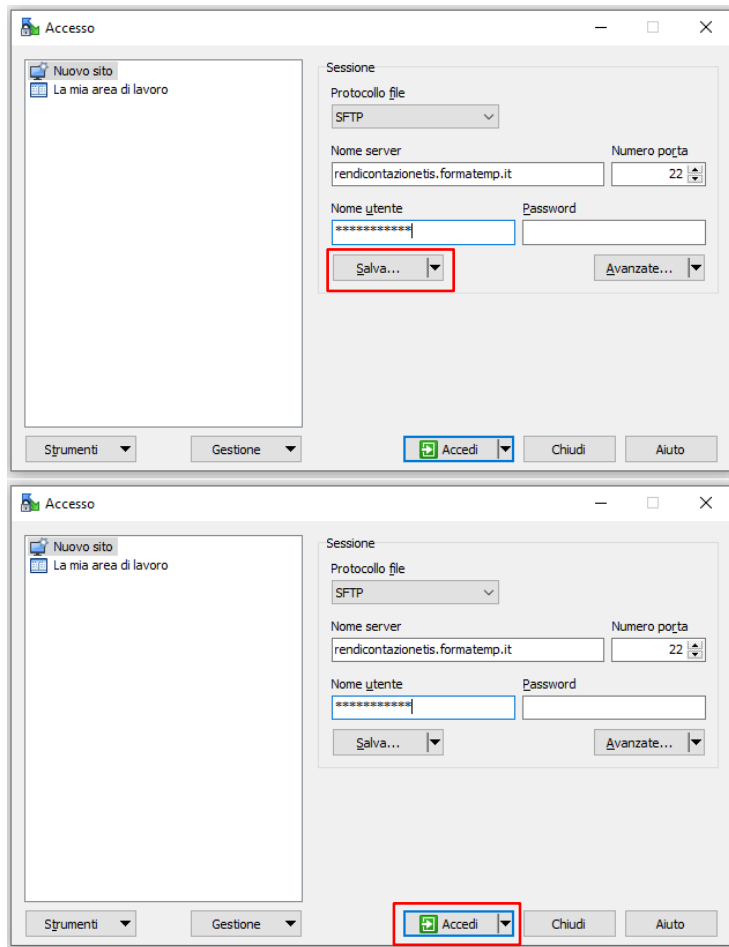 Accesso
Nuovo sito
La mia area di lavoro
Sessione
Protocollo file
SFTP
Nome server
Numero porta
rendicontazionetis.formatemp.it
22
Nome utente
Password
***********
Salva...
Avanzate...
Strumenti
Gestione
Accedi
Chiudi
Aiuto
Accesso
Nuovo sito
La mia area di lavoro
Sessione
Protocollo file
SFTP
Nome server
Numero porta
rendicontazionetis.formatemp.it
22
Nome utente
Password
***********
Salva...
Avanzate...
Strumenti
Gestione
Accedi
Chiudi
Aiuto